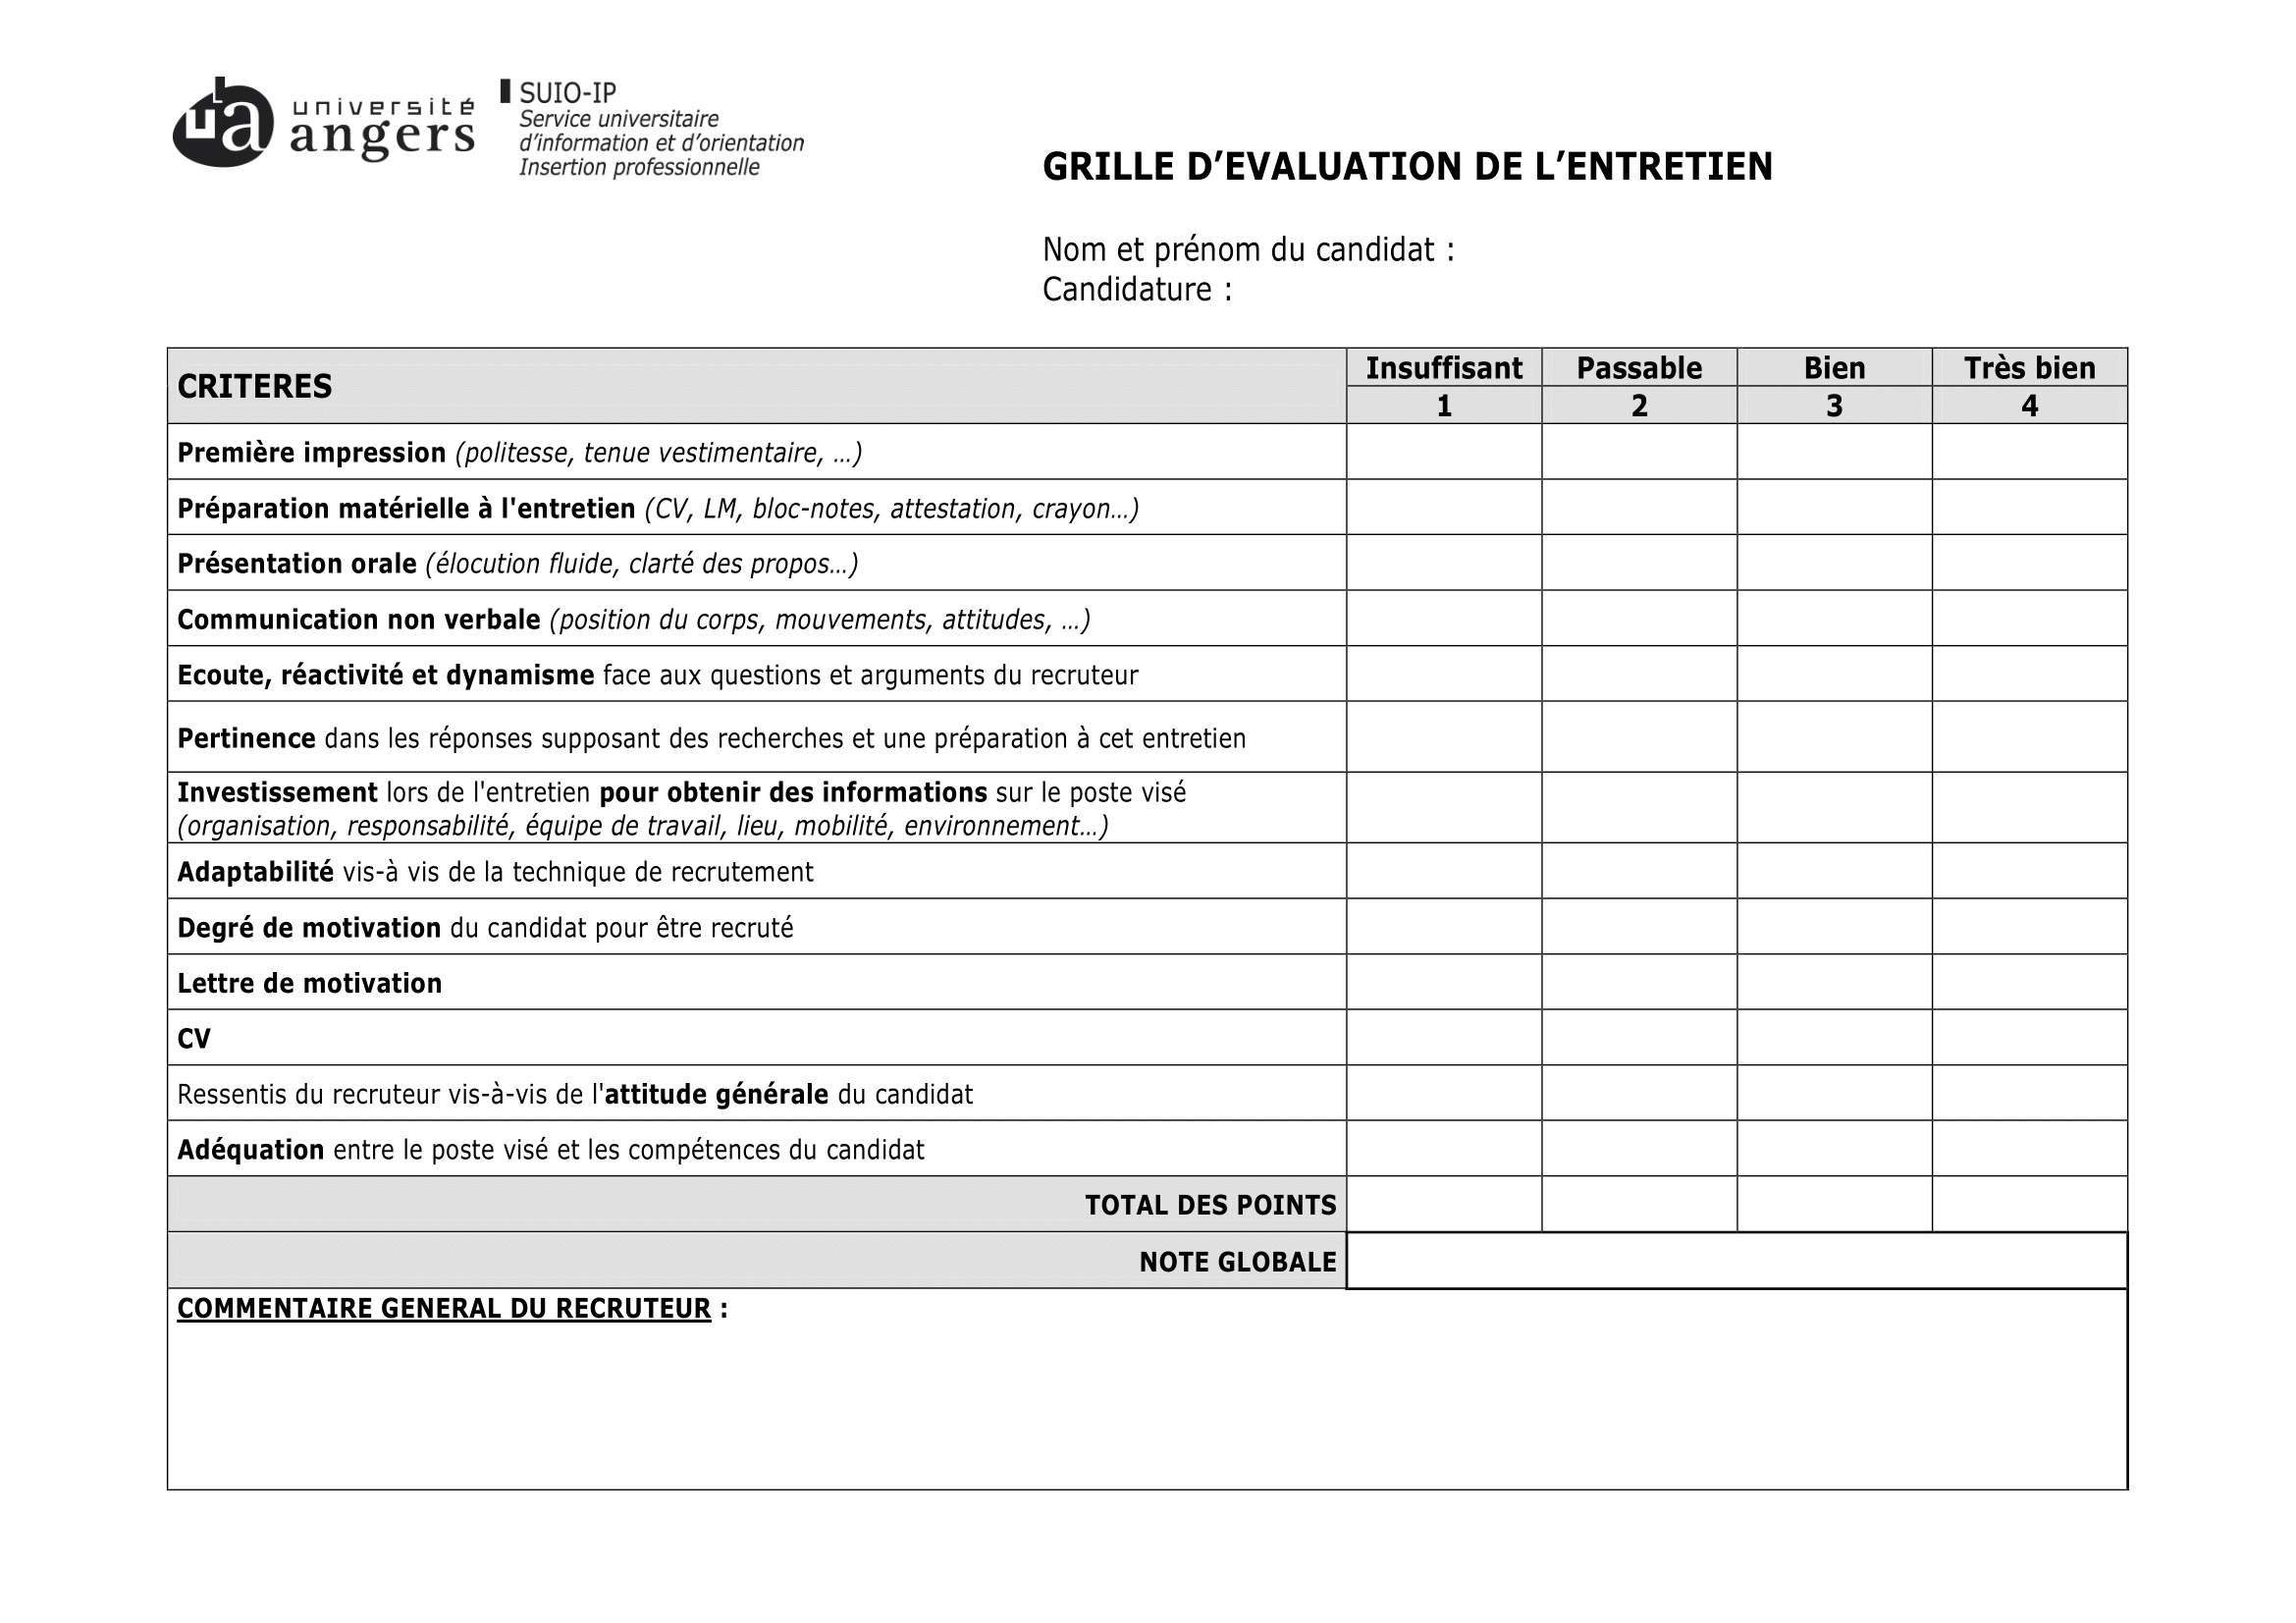 université
angers
SUIO-IP
Service universitaire
d’information et d’orientation
Insertion professionnelle
GRILLE D’EVALUATION DE L’ENTRETIEN
Nom et prénom du candidat :
Candidature :
CRITERES
Insuffisant Passable Bien Très bien
1 2 3 4
Première impression (politesse, tenue vestimentaire, …)
Préparation matérielle à l'entretien (CV, LM, bloc-notes, attestation, crayon…)
Présentation orale (élocution fluide, clarté des propos…)
Communication non verbale (position du corps, mouvements, attitudes, …)
Ecoute, réactivité et dynamisme face aux questions et arguments du recruteur
Pertinence dans les réponses supposant des recherches et une préparation à cet entretien
Investissement lors de l'entretien pour obtenir des informations sur le poste visé
(organisation, responsabilité, équipe de travail, lieu, mobilité, environnement…)
Adaptabilité vis-à vis de la technique de recrutement
Degré de motivation du candidat pour être recruté
Lettre de motivation
CV
Ressentis du recruteur vis-à-vis de l'attitude générale du candidat
Adéquation entre le poste visé et les compétences du candidat
TOTAL DES POINTS
NOTE GLOBALE
COMMENTAIRE GENERAL DU RECRUTEUR :